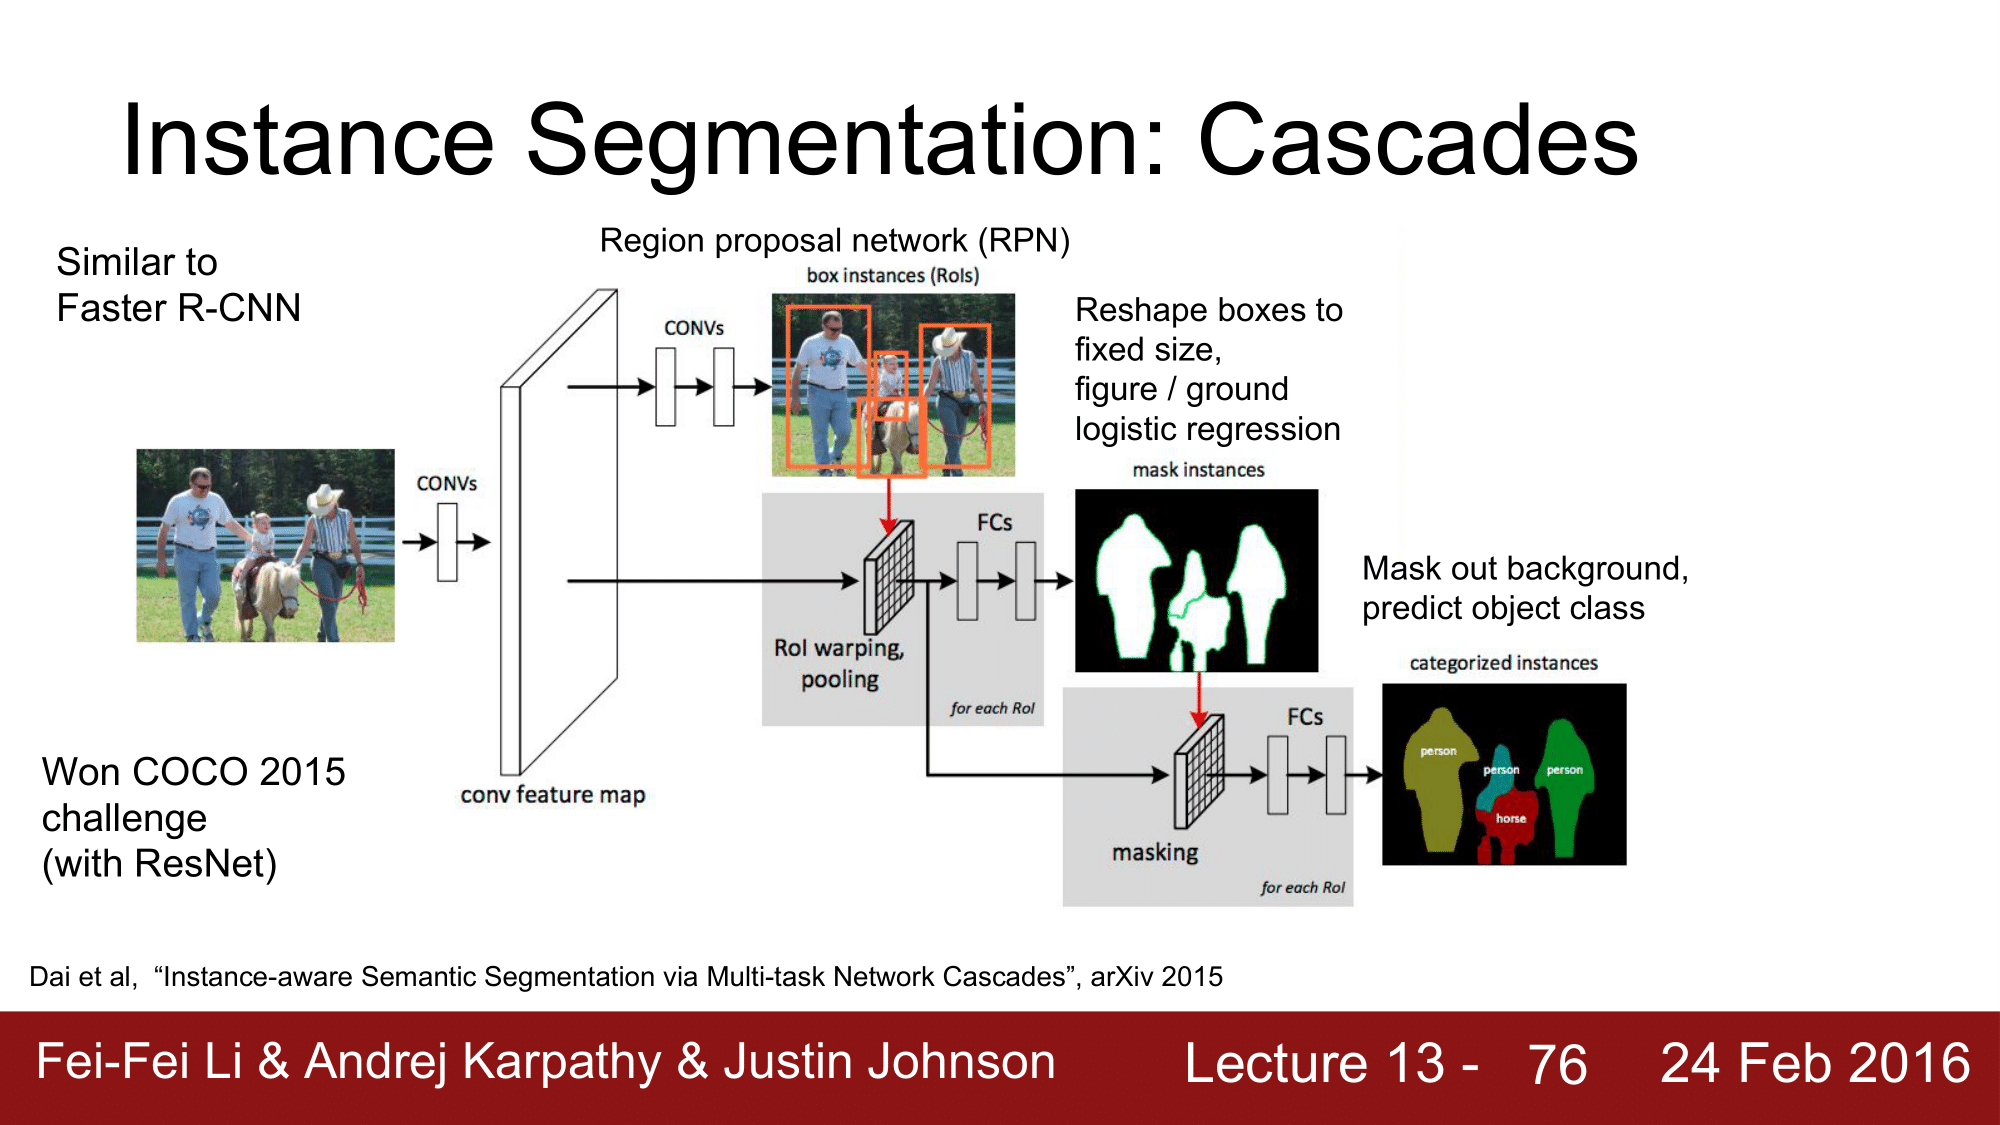 Instance Segmentation: Cascades
Similar to
Faster R-CNN
Region proposal network (RPN)
box instances (RoIs)
CONVs
Reshape boxes to
fixed size,
figure / ground
logistic regression
mask instances
CONVs
FCs
RoI warping,
pooling
for each RoI
Mask out background,
predict object class
categorized instances
FCs
person
person
person
horse
masking
for each RoI
conv feature map
Won COCO 2015
challenge
(with ResNet)
Dai et al,  “Instance-aware Semantic Segmentation via Multi-task Network Cascades”, arXiv 2015
Fei-Fei Li & Andrej Karpathy & Justin Johnson
Lecture 13 -
76
24 Feb 2016